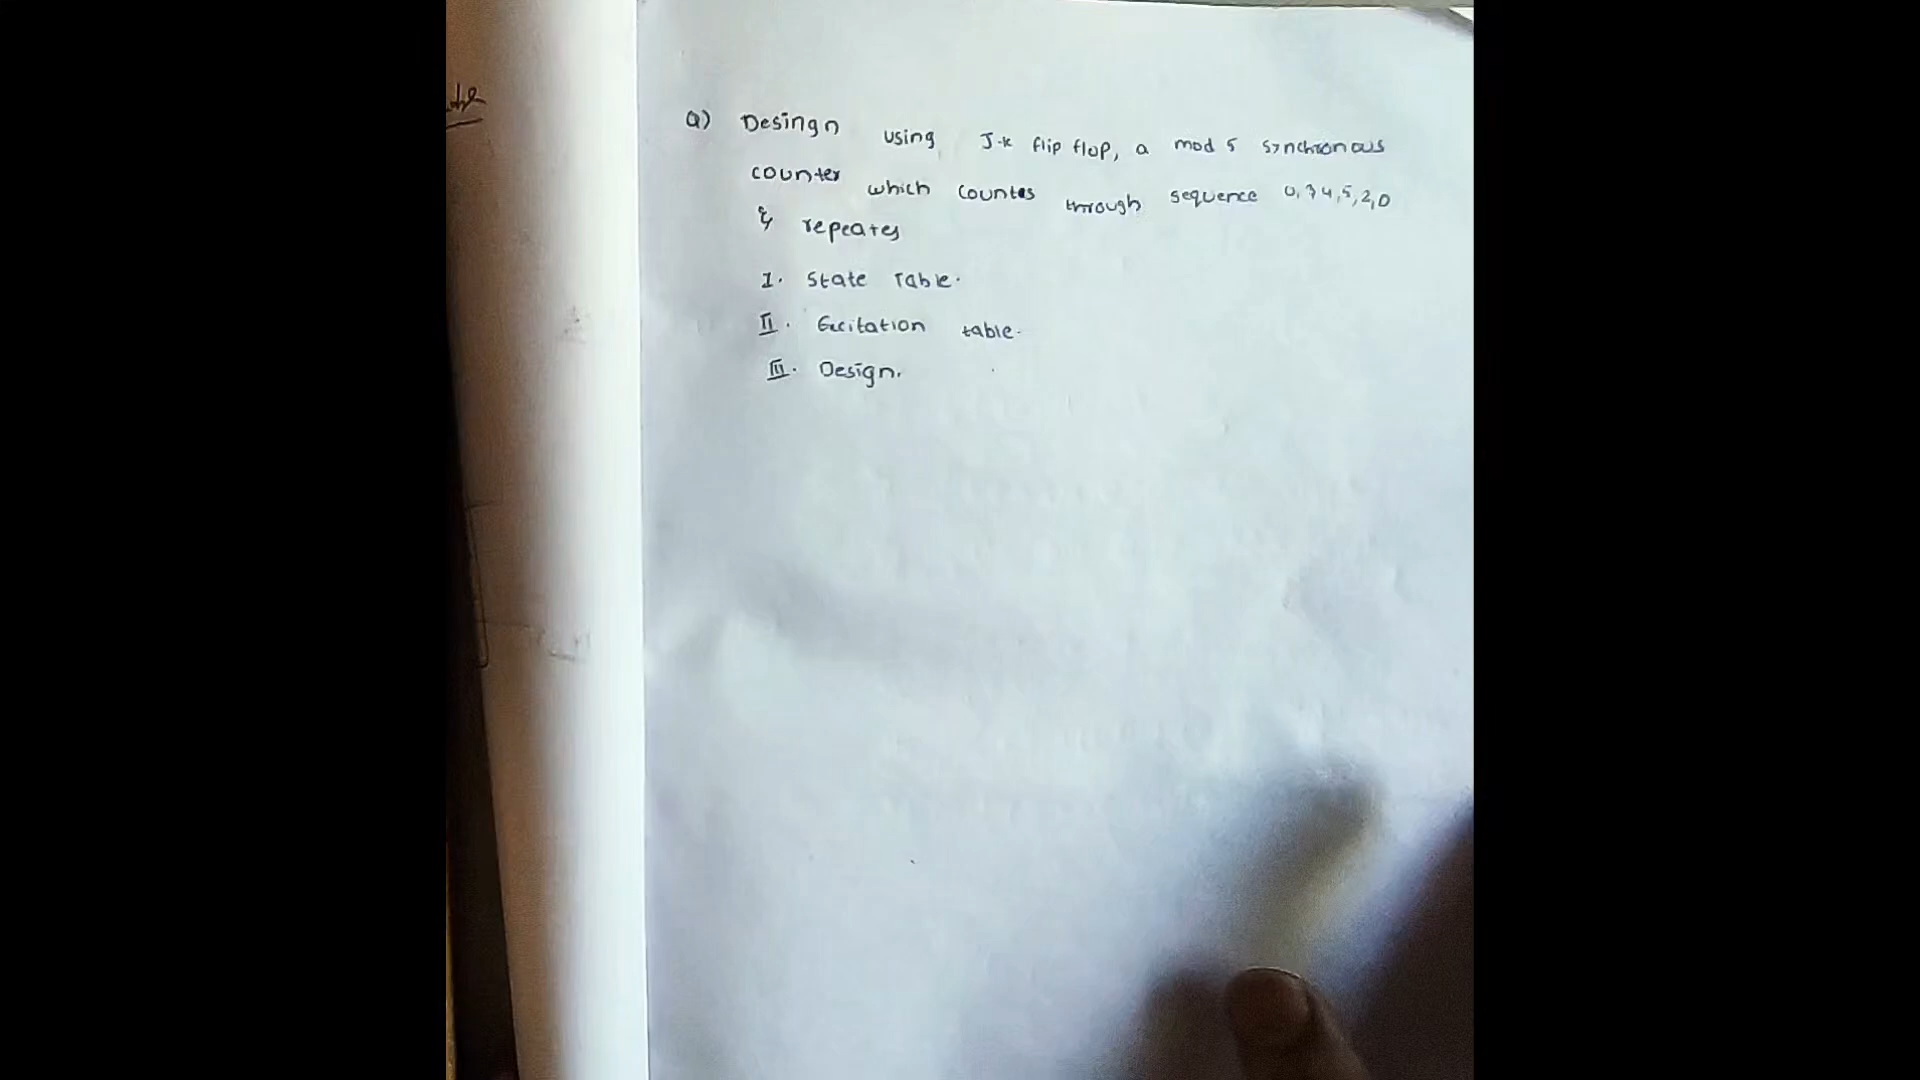 Q) Desingn using J-K flip flop, a mod 5 synchronous
counter which countes through sequence 0,3 4,5,2,0
& repeates
I. State Table.
II. Excitation table.
III. Design.